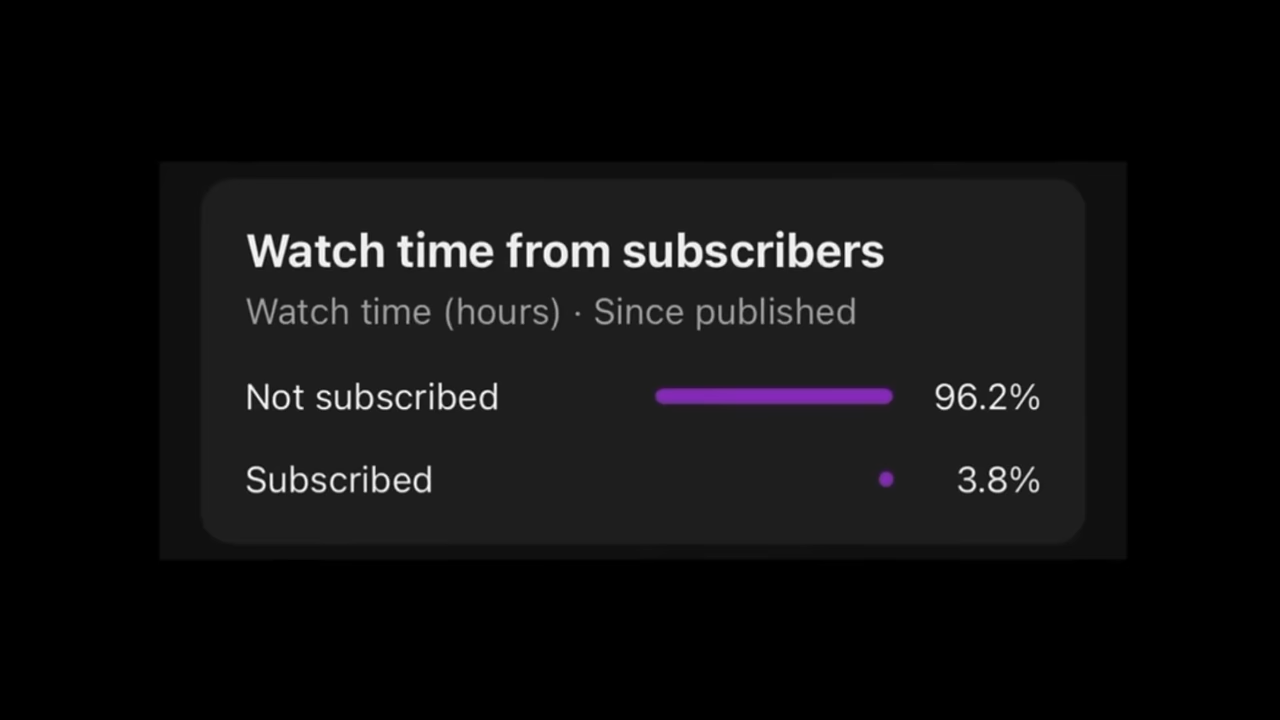 Watch time from subscribers
Watch time (hours) · Since published
Not subscribed 96.2%
Subscribed 3.8%